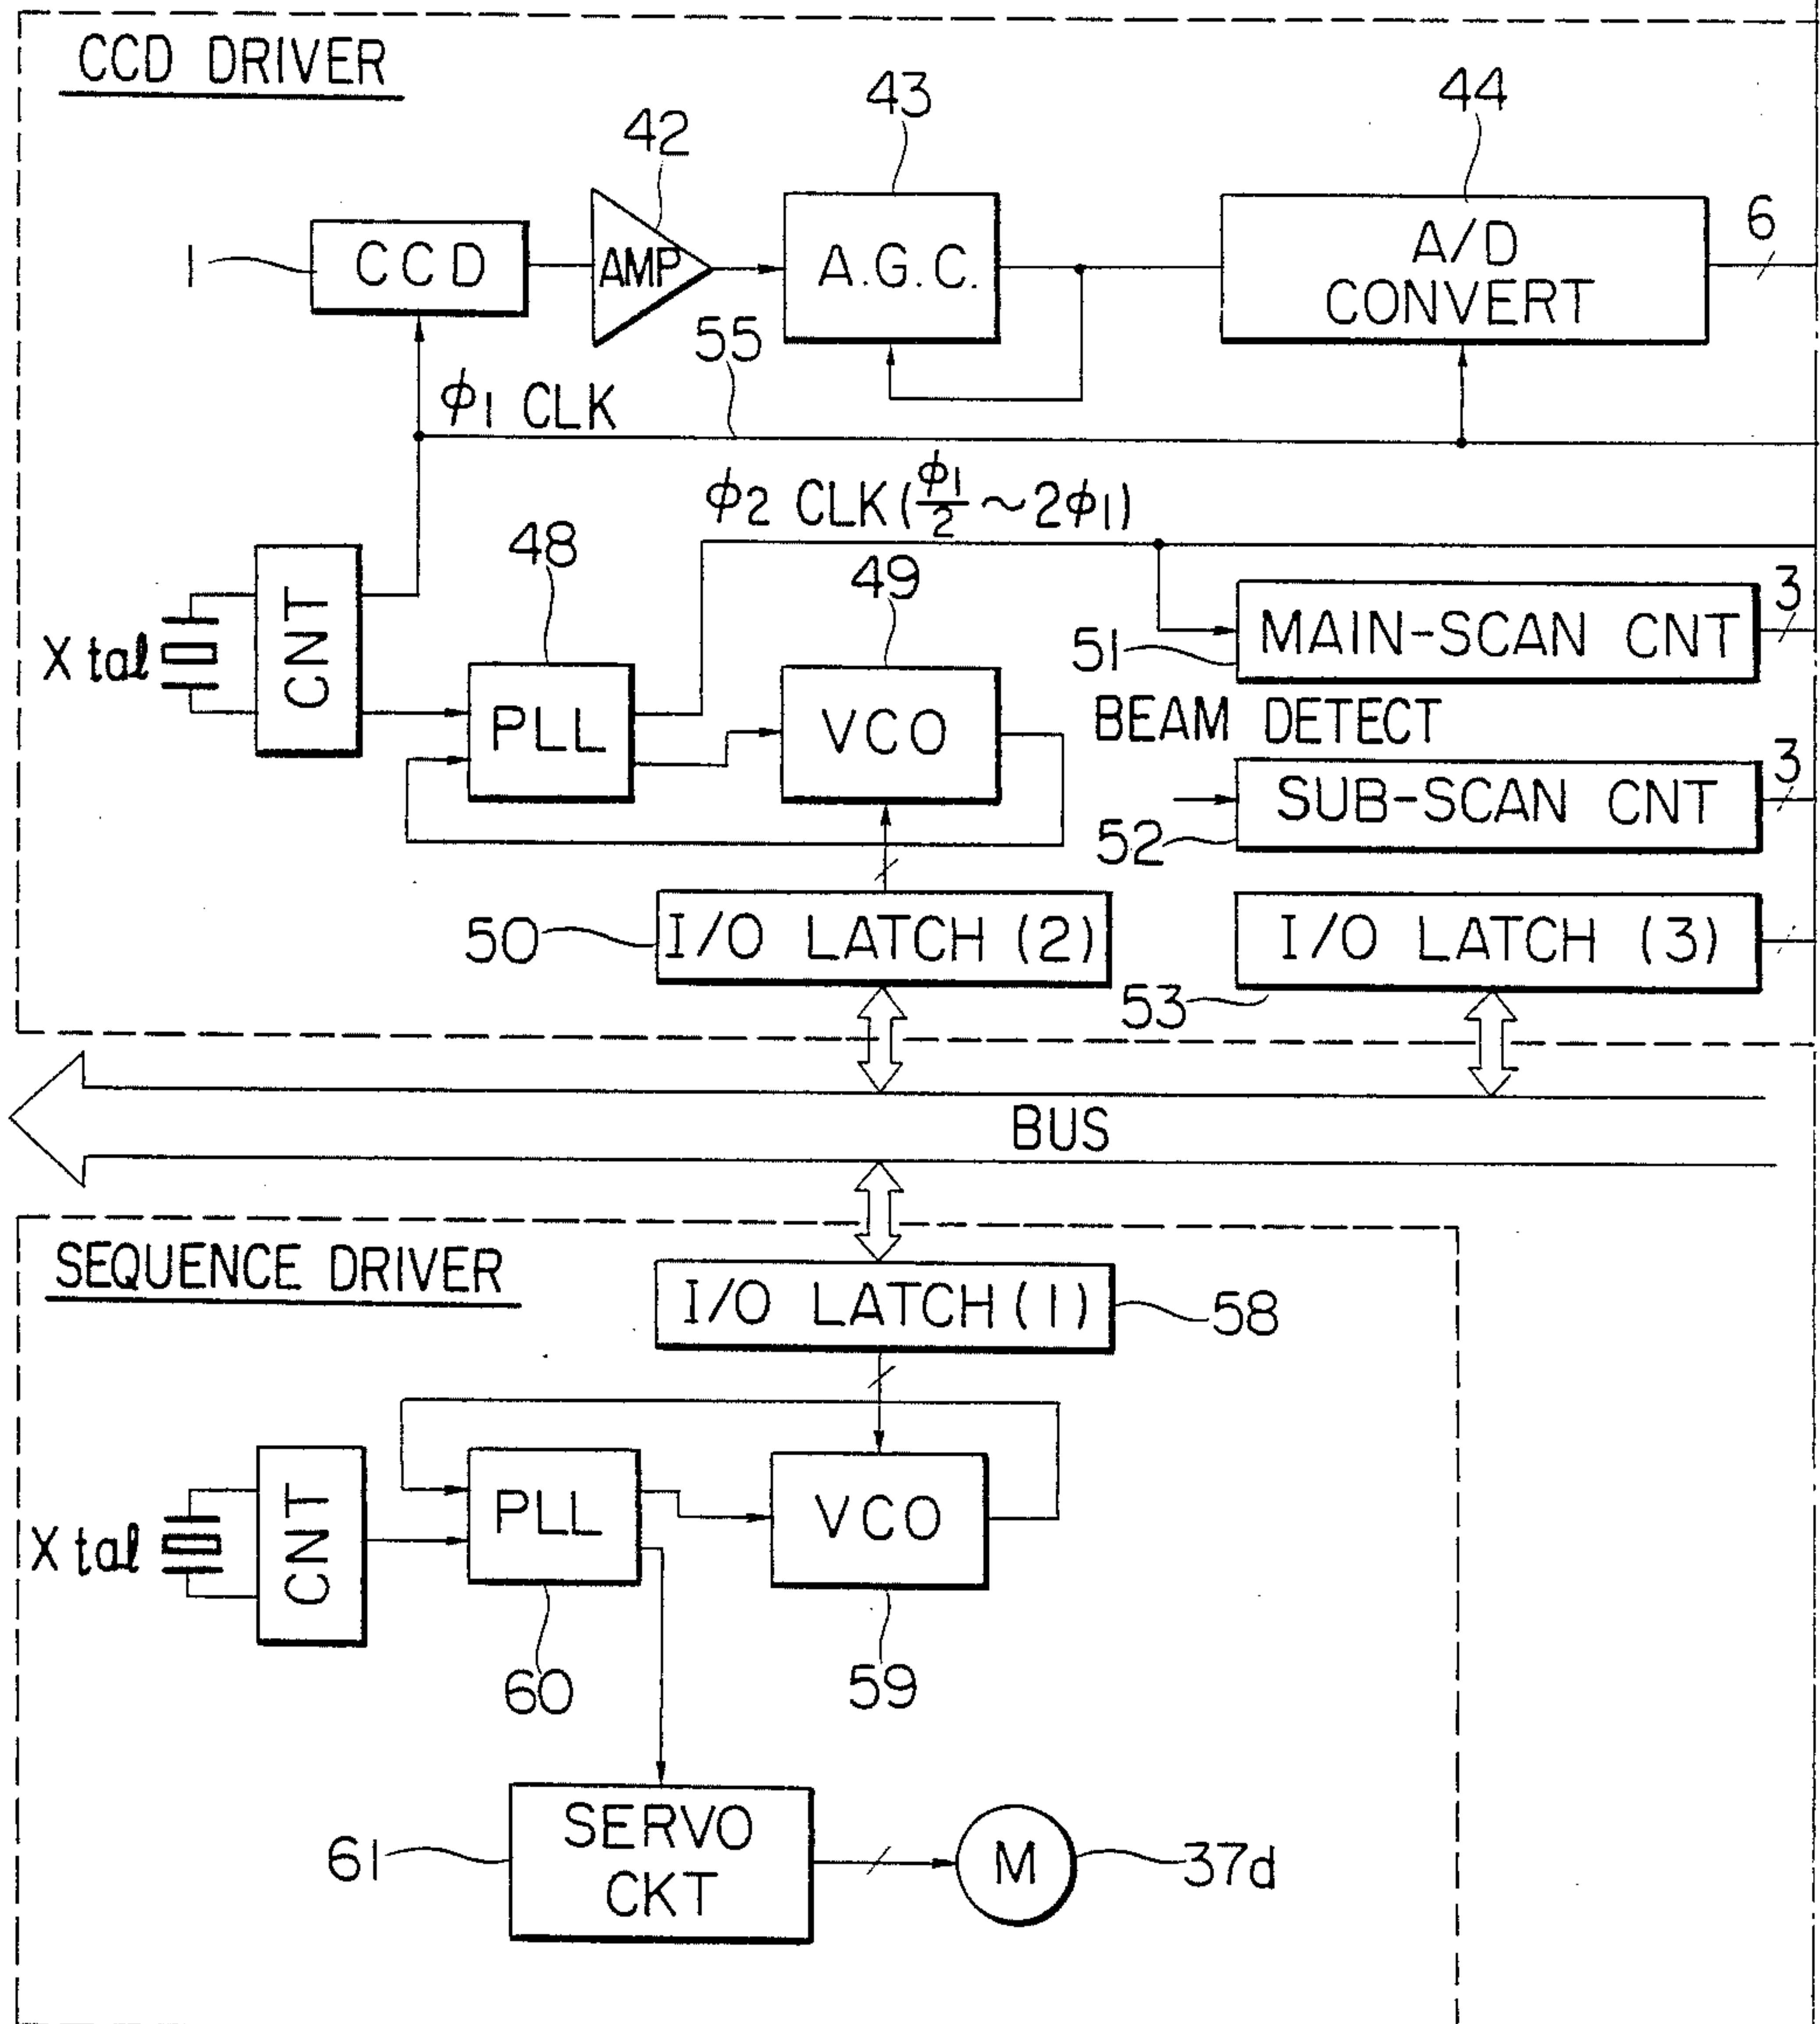 CCD DRIVER
42
43
44
1
CCD
AMP
A.G.C.
A/D
CONVERT
6
55
ϕ1 CLK
ϕ2 CLK (ϕ1/2 ~ 2ϕ1)
48
49
X tal
CNT
PLL
VCO
51
MAIN-SCAN CNT
3
BEAM DETECT
52
SUB-SCAN CNT
3
50
I/O LATCH (2)
I/O LATCH (3)
53
BUS
SEQUENCE DRIVER
I/O LATCH (1)
58
X tal
CNT
PLL
VCO
60
59
61
SERVO
CKT
M
37d